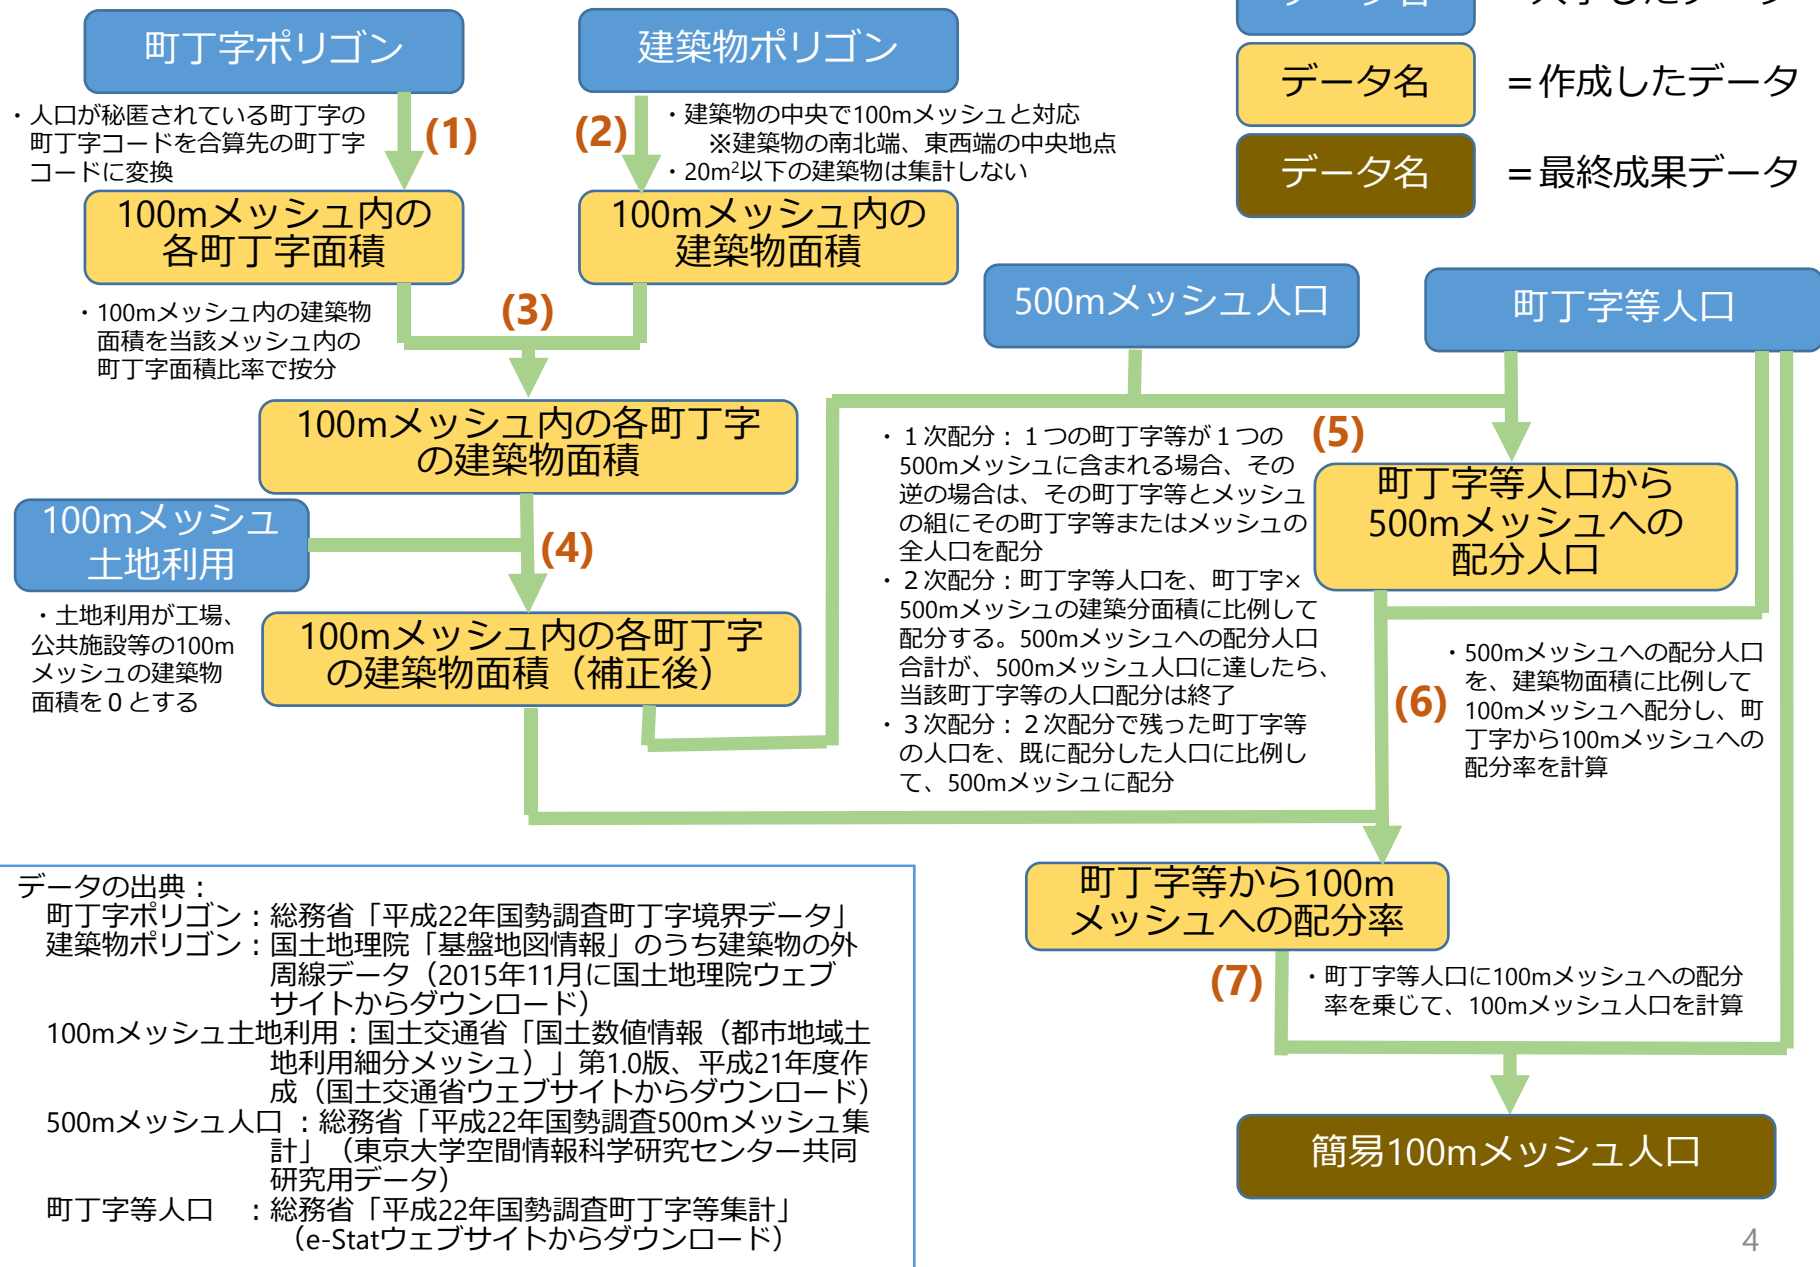 町丁字ポリゴン
建築物ポリゴン
データ名
＝入手したデータ
データ名
＝作成したデータ
データ名
＝最終成果データ
・人口が秘匿されている町丁字の
町丁字コードを合算先の町丁字
コードに変換
(1)
(2)
・建築物の中央で100mメッシュと対応
※建築物の南北端、東西端の中央地点
・20m²以下の建築物は集計しない
100mメッシュ内の
各町丁字面積
100mメッシュ内の
建築物面積
・100mメッシュ内の建築物
面積を当該メッシュ内の
町丁字面積比率で按分
(3)
500mメッシュ人口
町丁字等人口
100mメッシュ内の各町丁字
の建築物面積
100mメッシュ
土地利用
(4)
・土地利用が工場、
公共施設等の100m
メッシュの建築物
面積を０とする
100mメッシュ内の各町丁字
の建築物面積（補正後）
・１次配分：１つの町丁字等が１つの
500mメッシュに含まれる場合、その
逆の場合は、その町丁字等とメッシュ
の組にその町丁字等またはメッシュの
全人口を配分
・２次配分：町丁字等人口を、町丁字×
500mメッシュの建築分面積に比例して
配分する。500mメッシュへの配分人口
合計が、500mメッシュ人口に達したら、
当該町丁字等の人口配分は終了
・３次配分：２次配分で残った町丁字等
の人口を、既に配分した人口に比例し
て、500mメッシュに配分
(5)
町丁字等人口から
500mメッシュへの
配分人口
(6)
・500mメッシュへの配分人口
を、建築物面積に比例して
100mメッシュへ配分し、町
丁字から100mメッシュへの
配分率を計算
町丁字等から100m
メッシュへの配分率
(7)
・町丁字等人口に100mメッシュへの配分
率を乗じて、100mメッシュ人口を計算
簡易100mメッシュ人口
データの出典：
町丁字ポリゴン：総務省「平成22年国勢調査町丁字境界データ」
建築物ポリゴン：国土地理院「基盤地図情報」のうち建築物の外
周線データ（2015年11月に国土地理院ウェブ
サイトからダウンロード）
100mメッシュ土地利用：国土交通省「国土数値情報（都市地域土
地利用細分メッシュ）」第1.0版、平成21年度作
成（国土交通省ウェブサイトからダウンロード）
500mメッシュ人口 ：総務省「平成22年国勢調査500mメッシュ集
計」（東京大学空間情報科学研究センター共同
研究用データ）
町丁字等人口 ：総務省「平成22年国勢調査町丁字等集計」
（e-Statウェブサイトからダウンロード）
4